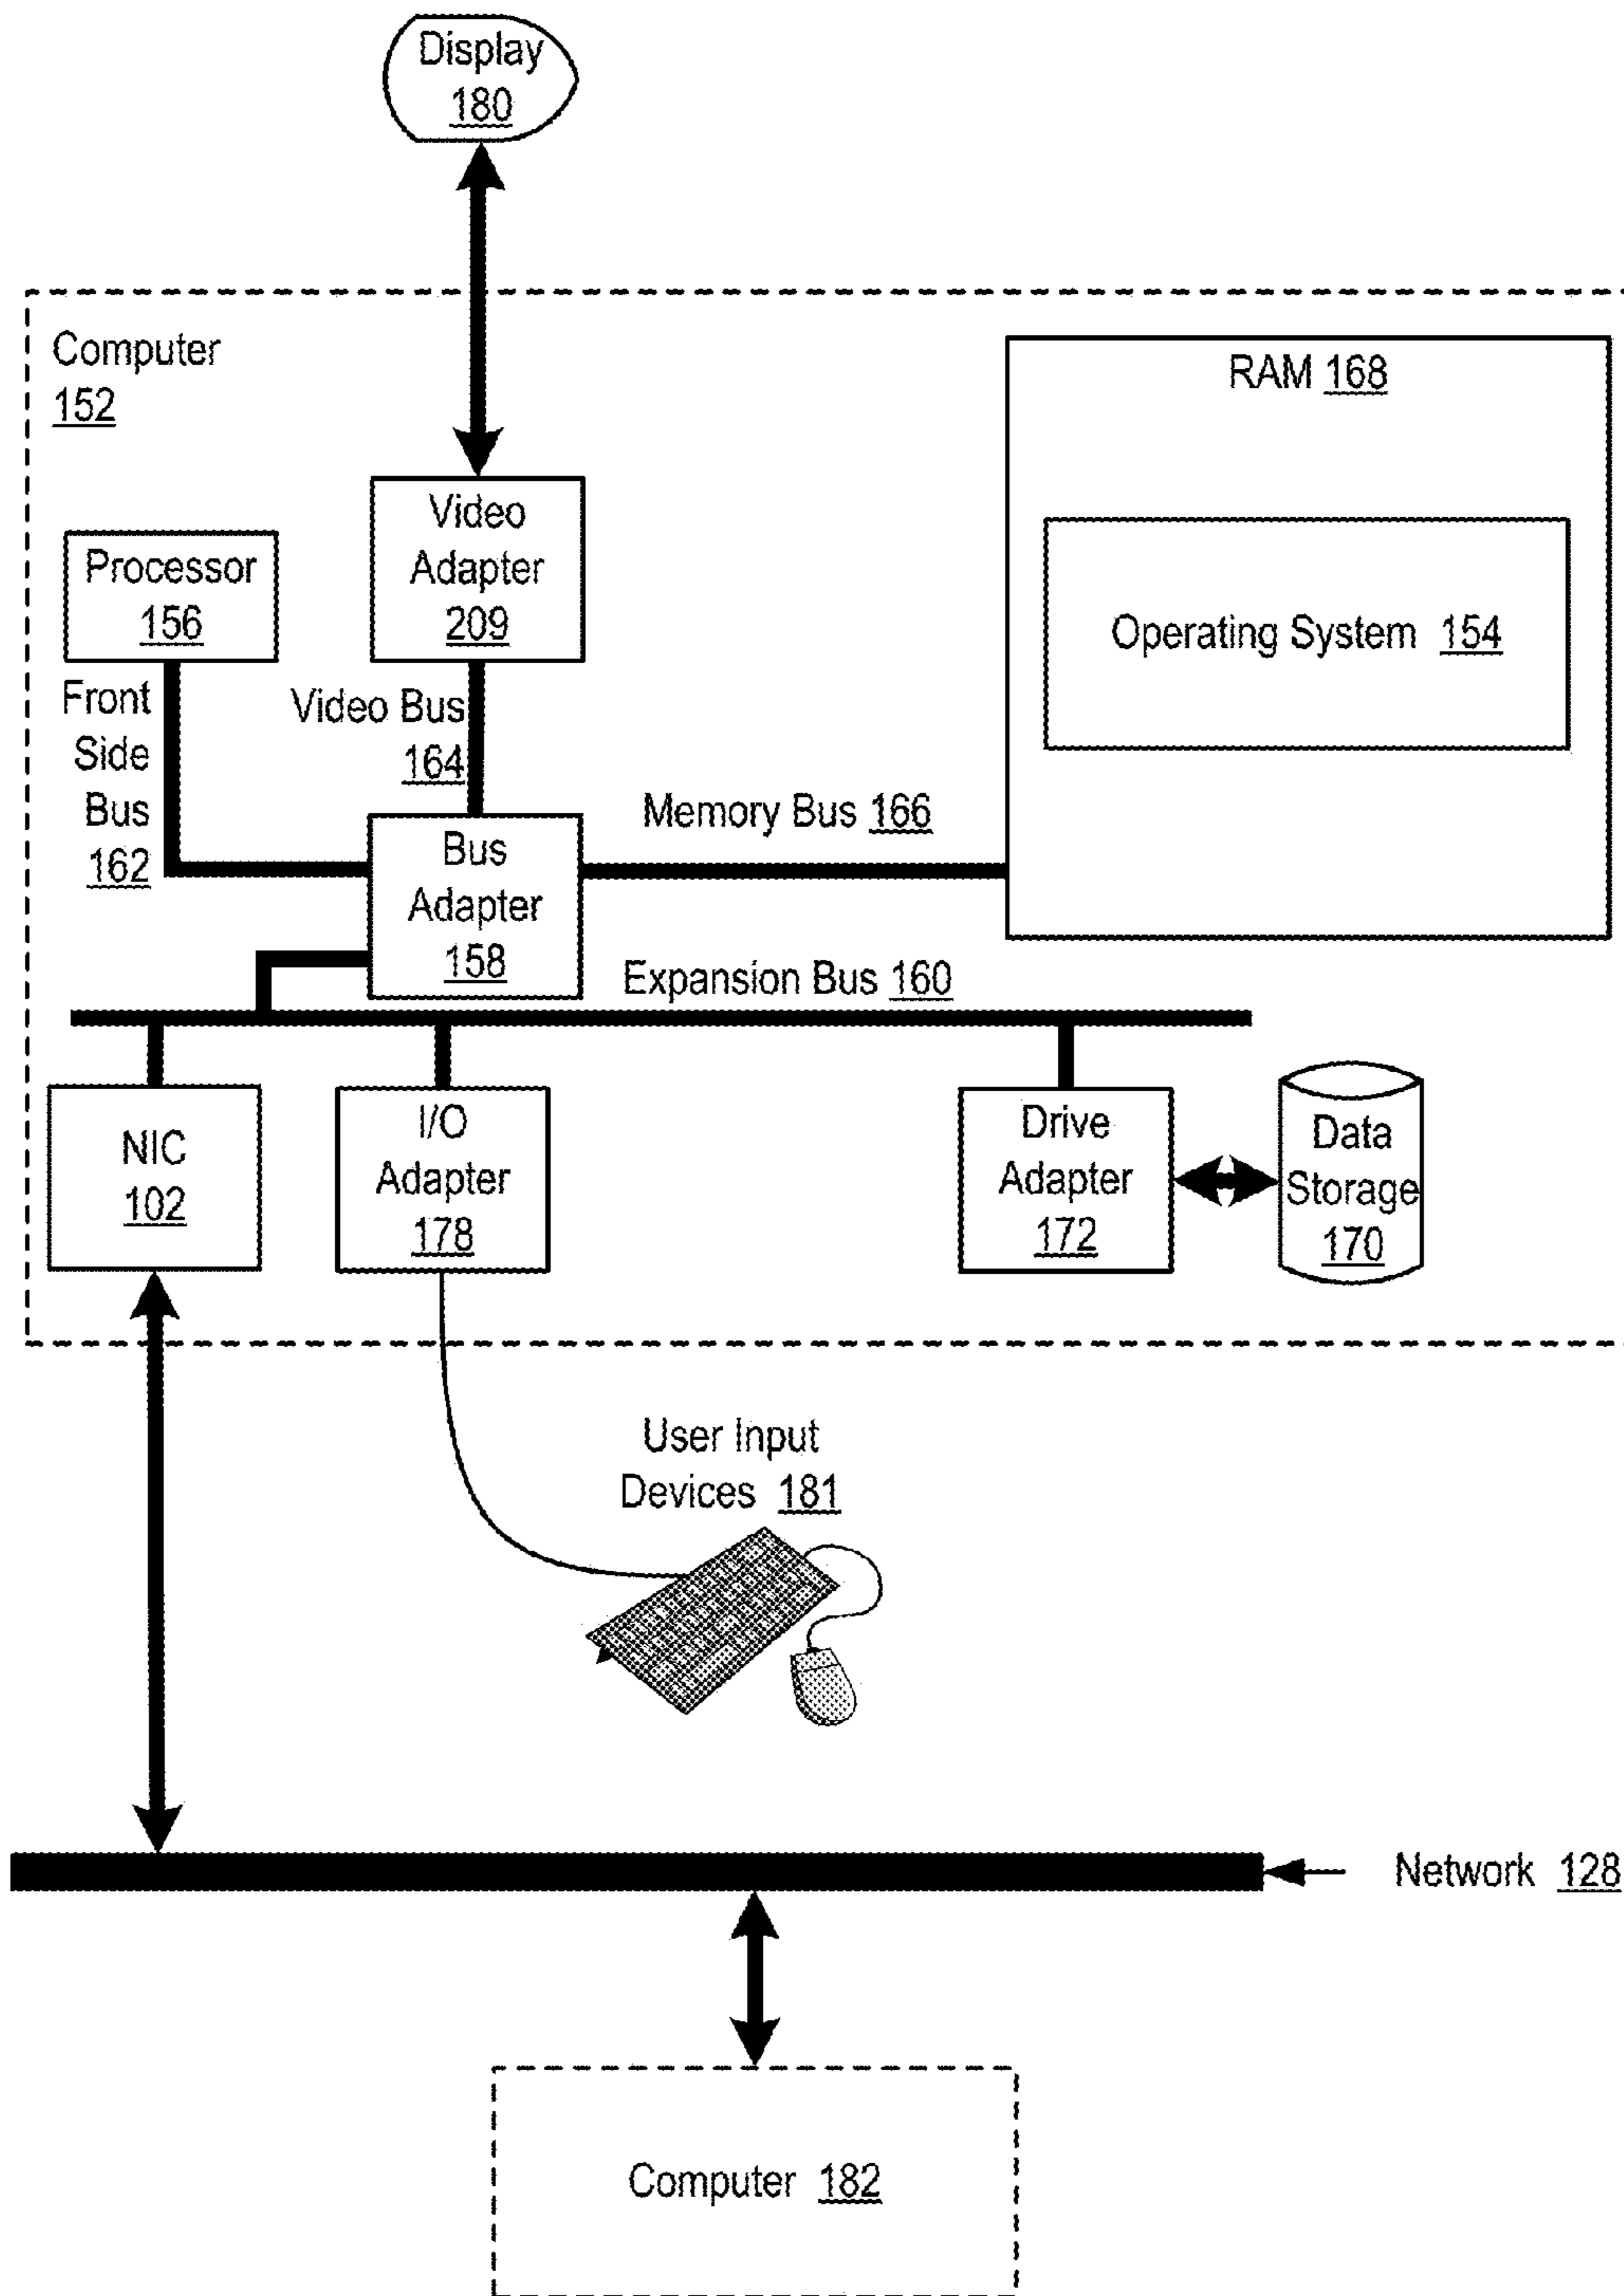 Display
180
Computer
152
RAM 168
Video
Adapter
209
Processor
156
Operating System 154
Front
Side
Bus
162
Video Bus
164
Memory Bus 166
Bus
Adapter
158
Expansion Bus 160
NIC
102
I/O
Adapter
178
Drive
Adapter
172
Data
Storage
170
User Input
Devices 181
Network 128
Computer 182